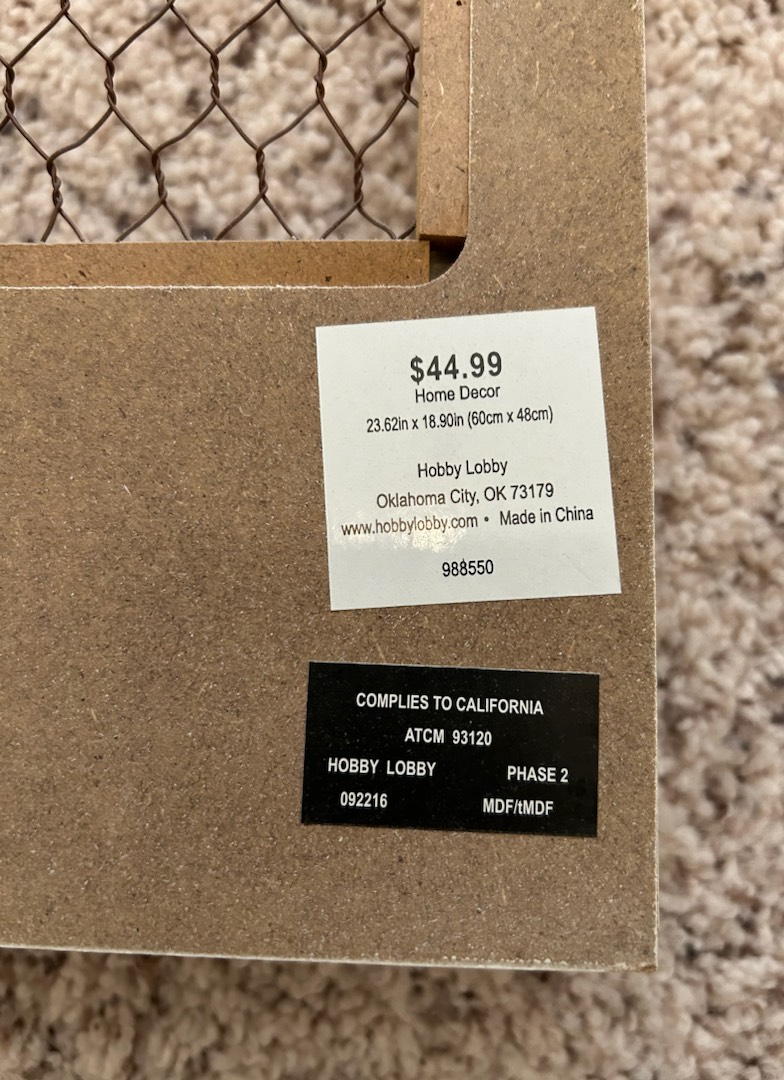 $44.99
Home Decor
23.62in x 18.90in (60cm x 48cm)
Hobby Lobby
Oklahoma City, OK 73179
www.hobbylobby.com • Made in China
988550
COMPLIES TO CALIFORNIA
ATCM 93120
HOBBY LOBBY PHASE 2
092216 MDF/tMDF